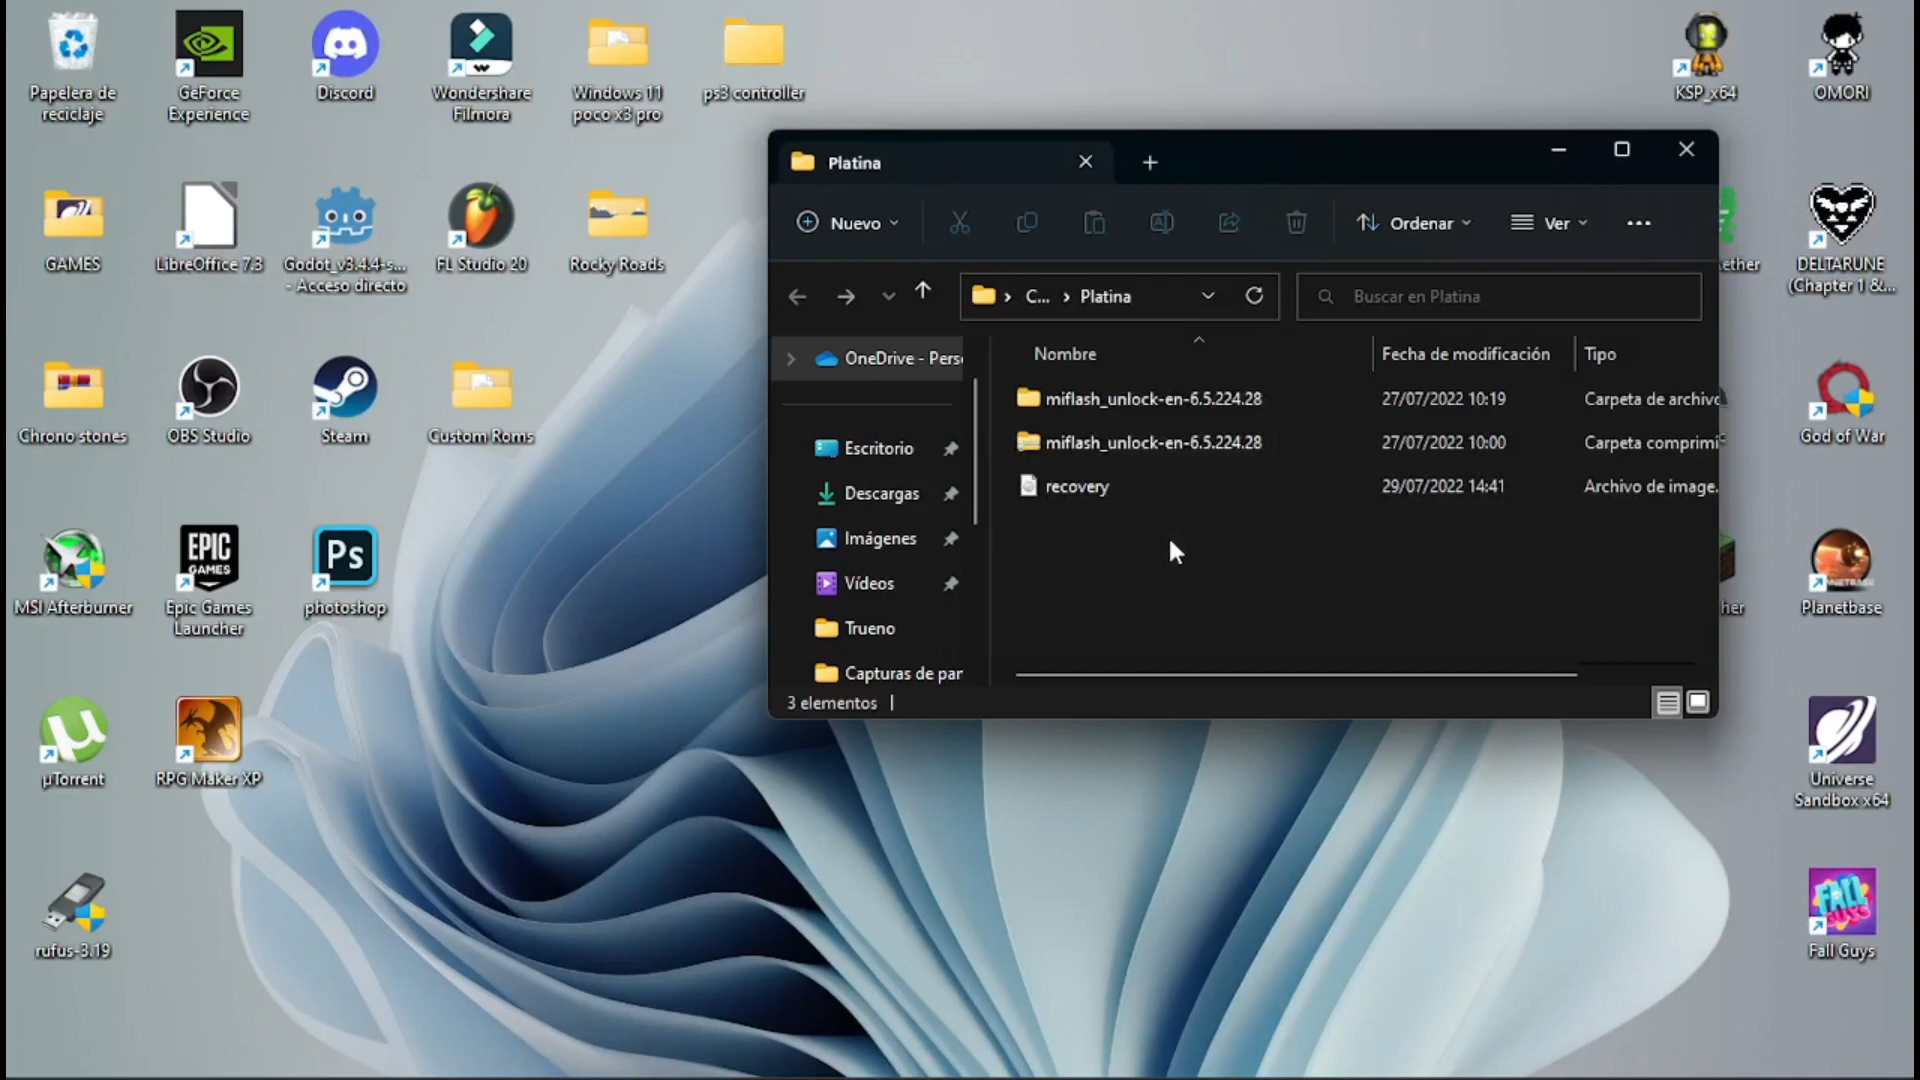 Papelera de
reciclaje
GeForce
Experience
Discord
Wondershare
Filmora
Windows 11
poco x3 pro
ps3 controller
KSP_x64
OMORI
GAMES
LibreOffice 7.3
Godot_v3.4.4-s...
- Acceso directo
FL Studio 20
Rocky Roads
DELTARUNE
(Chapter 1 &...
Chrono stones
OBS Studio
Steam
Custom Roms
God of War
MSI Afterburner
EPIC
GAMES
Epic Games
Launcher
Ps
photoshop
Planetbase
µTorrent
RPG Maker XP
Universe
Sandbox x64
rufus-3.19
FALL
GUYS
Fall Guys
Platina
Nuevo
Ordenar
Ver
C... Platina
Buscar en Platina
OneDrive - Perso
Nombre
Fecha de modificación
Tipo
miflash_unlock-en-6.5.224.28 27/07/2022 10:19 Carpeta de archivo
miflash_unlock-en-6.5.224.28 27/07/2022 10:00 Carpeta comprimi
recovery 29/07/2022 14:41 Archivo de image.
Escritorio
Descargas
Imágenes
Vídeos
Trueno
Capturas de par
3 elementos